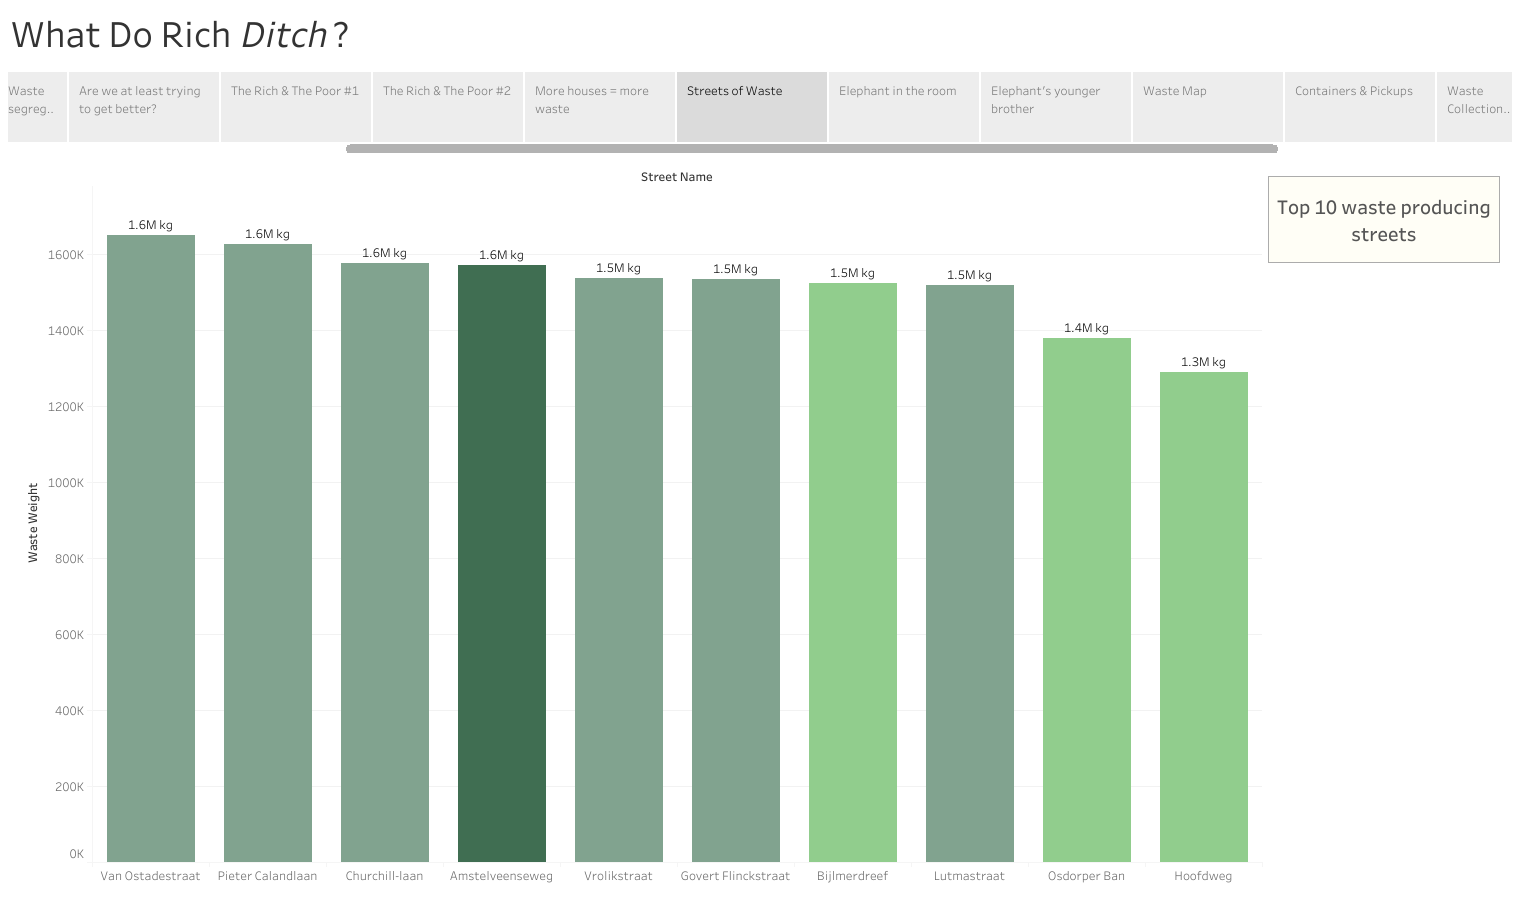 What Do Rich Ditch?
Waste
segreg..
Are we at least trying
to get better?
The Rich & The Poor #1
The Rich & The Poor #2
More houses = more
waste
Streets of Waste
Elephant in the room
Elephant's younger
brother
Waste Map
Containers & Pickups
Waste
Collection..
Street Name
Top 10 waste producing
streets
1.6M kg
1.6M kg
1.6M kg
1.6M kg
1.5M kg
1.5M kg
1.5M kg
1.5M kg
1.4M kg
1.3M kg
Waste Weight
1600K
1400K
1200K
1000K
800K
600K
400K
200K
0K
Van Ostadestraat
Pieter Calandlaan
Churchill-laan
Amstelveenseweg
Vrolikstraat
Govert Flinckstraat
Bijlmerdreef
Lutmastraat
Osdorper Ban
Hoofdweg